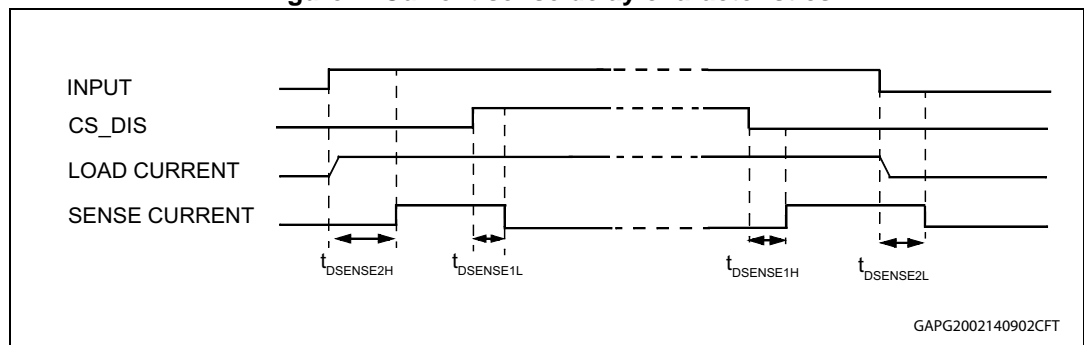 INPUT
CS_DIS
LOAD CURRENT
SENSE CURRENT
tDSENSE2H
tDSENSE1L
tDSENSE1H
tDSENSE2L
GAPG2002140902CFT